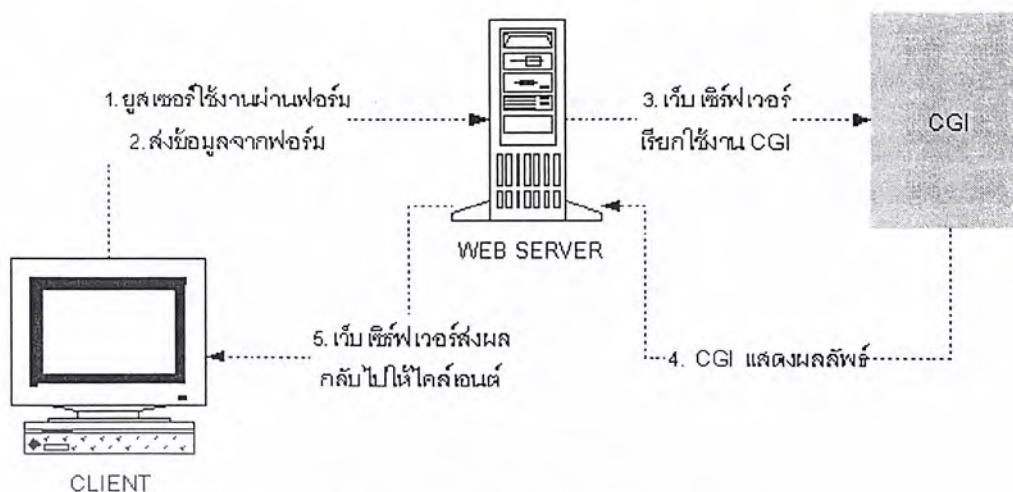 1. ยูสเซอร์ใช้งานผ่านฟอร์ม
2. ส่งข้อมูลจากฟอร์ม
3. เว็บ เซิร์ฟเวอร์
เรียกใช้งาน CGI
CGI
WEB SERVER
5. เว็บ เซิร์ฟเวอร์ส่งผล
กลับไปให้ไคล์เอนต์
4. CGI แสดงผลลัพธ์
CLIENT